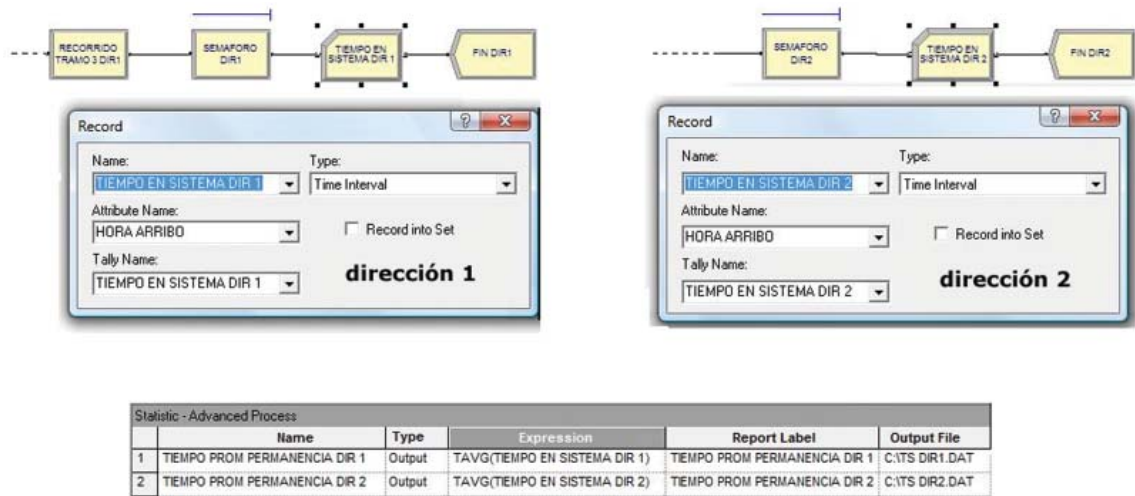 RECORRIDO
TRAMO 3 DIR1
SEMAFORO
DIR1
TIEMPO EN
SISTEMA DIR 1
FIN DIR1
SEMAFORO
DIR2
TIEMPO EN
SISTEMA DIR 2
FIN DIR2
Record
Name:
Type:
TIEMPO EN SISTEMA DIR 1
Time Interval
Attribute Name:
HORA ARRIBO
Record into Set
Tally Name:
TIEMPO EN SISTEMA DIR 1
dirección 1
Record
Name:
Type:
TIEMPO EN SISTEMA DIR 2
Time Interval
Attribute Name:
HORA ARRIBO
Record into Set
Tally Name:
TIEMPO EN SISTEMA DIR 2
dirección 2
Statistic - Advanced Process
Name Type Expression Report Label Output File
1 TIEMPO PROM PERMANENCIA DIR 1 Output TAVG(TIEMPO EN SISTEMA DIR 1) TIEMPO PROM PERMANENCIA DIR 1 C:\TS DIR1.DAT
2 TIEMPO PROM PERMANENCIA DIR 2 Output TAVG(TIEMPO EN SISTEMA DIR 2) TIEMPO PROM PERMANENCIA DIR 2 C:\TS DIR2.DAT